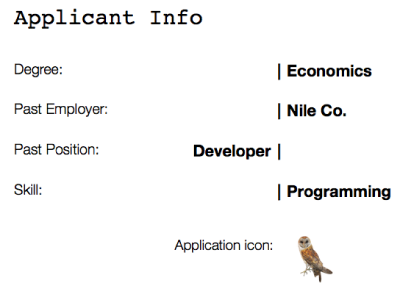 Applicant Info
Degree: | Economics
Past Employer: | Nile Co.
Past Position: Developer |
Skill: | Programming
Application icon: